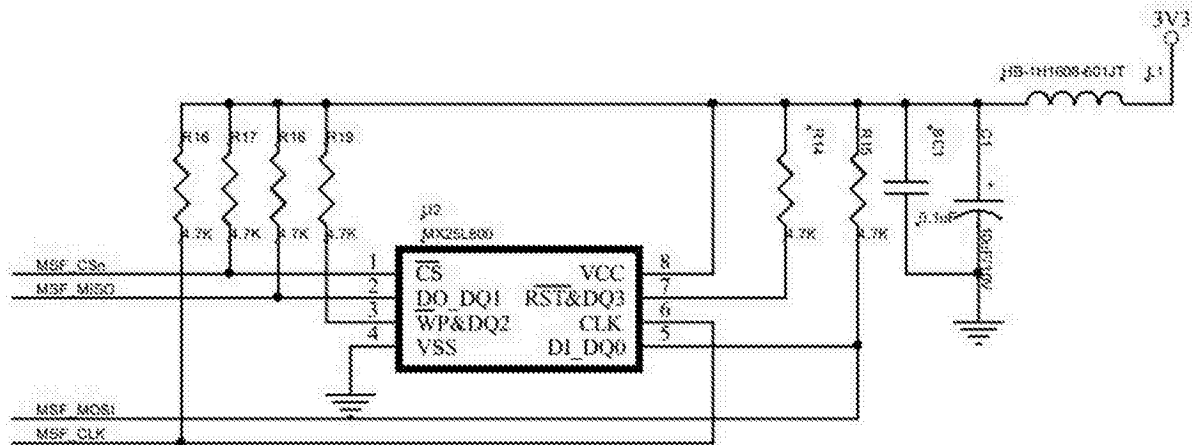 3V3
R16
R17
R18
R19
R14
R15
4.7K
4.7K
4.7K
4.7K
4.7K
4.7K
MX25L800
MSF_CSn
MSF_MISO
MSF_MOSI
MSF_CLK
1
2
3
4
CS
DO_DQ1
WP&DQ2
VSS
VCC
RST&DQ3
CLK
DI_DQ0
8
7
6
5